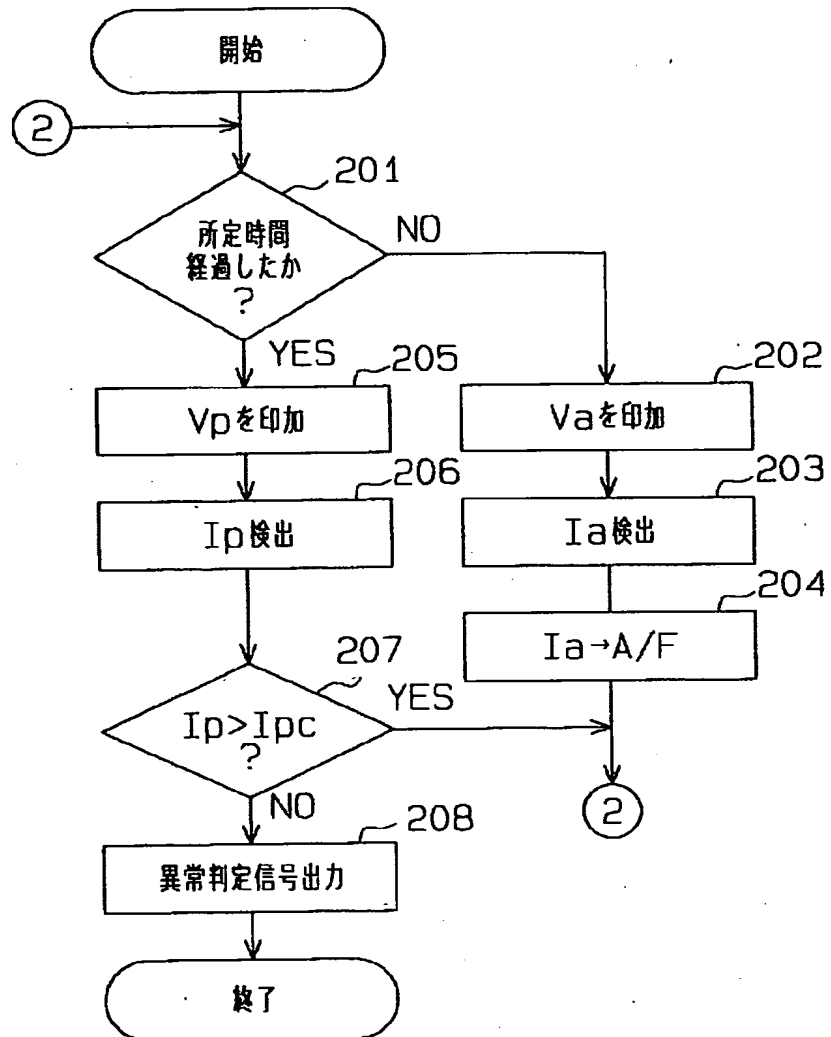 開始
2
201
所定時間
経過したか
?
NO
YES
205
Vpを印加
202
Vaを印加
206
Ip検出
203
Ia検出
204
Ia→A/F
207
Ip>Ipc
?
YES
2
NO
208
異常判定信号出力
終了